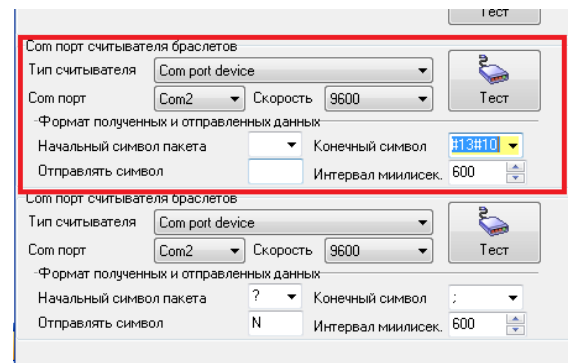 Тест
Com порт считывателя браслетов
Тип считывателя Com port device
Com порт Com2 Скорость 9600 Тест
Формат полученных и отправленных данных
Начальный символ пакета Конечный символ #13#10
Отправлять символ Интервал миилисек. 600
Com порт считывателя браслетов
Тип считывателя Com port device
Com порт Com2 Скорость 9600 Тест
Формат полученных и отправленных данных
Начальный символ пакета ? Конечный символ ;
Отправлять символ N Интервал миилисек. 600